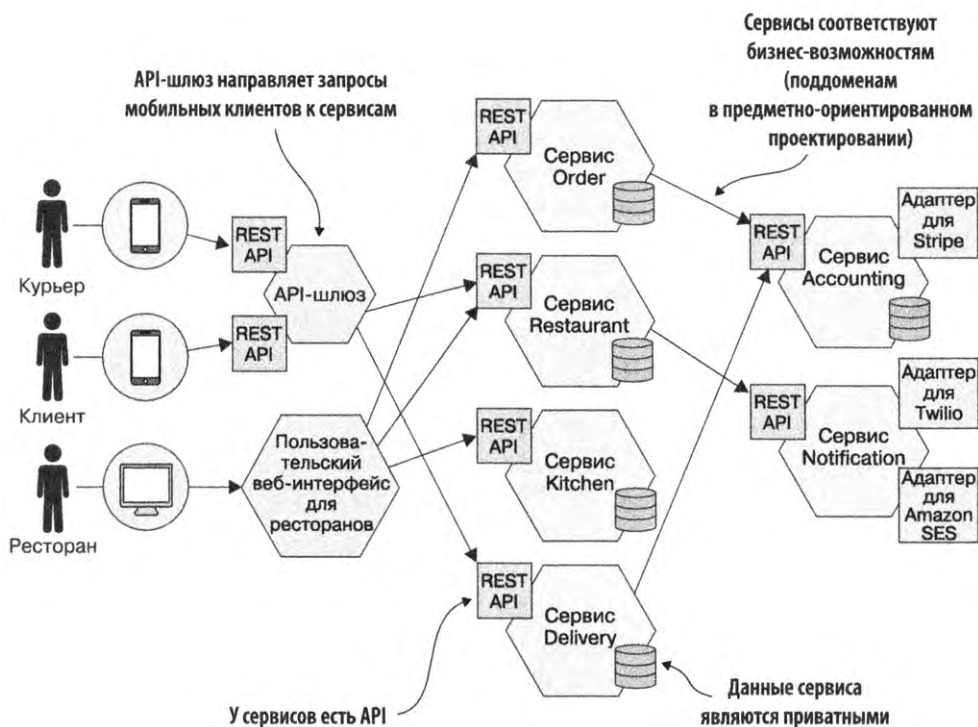 Сервисы соответствуют
бизнес-возможностям
(поддоменам
в предметно-ориентированном
проектировании)
API-шлюз направляет запросы
мобильных клиентов к сервисам
REST
API
Сервис
Order
Курьер
REST
API
API-шлюз
REST
API
Клиент
REST
API
Сервис
Restaurant
REST
API
Сервис
Accounting
Адаптер
для
Stripe
Ресторан
Пользова-
тельский
веб-интерфейс
для
ресторанов
REST
API
Сервис
Kitchen
REST
API
Сервис
Notification
Адаптер
для
Twilio
Адаптер
для
Amazon
SES
REST
API
Сервис
Delivery
У сервисов есть API
Данные сервиса
являются приватными